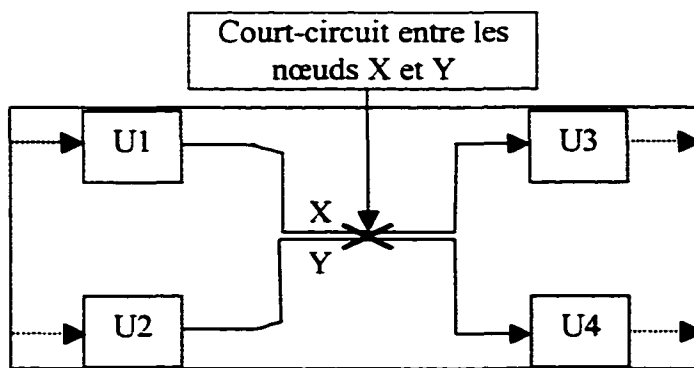 Court-circuit entre les
nœuds X et Y
U1
U3
X
Y
U2
U4